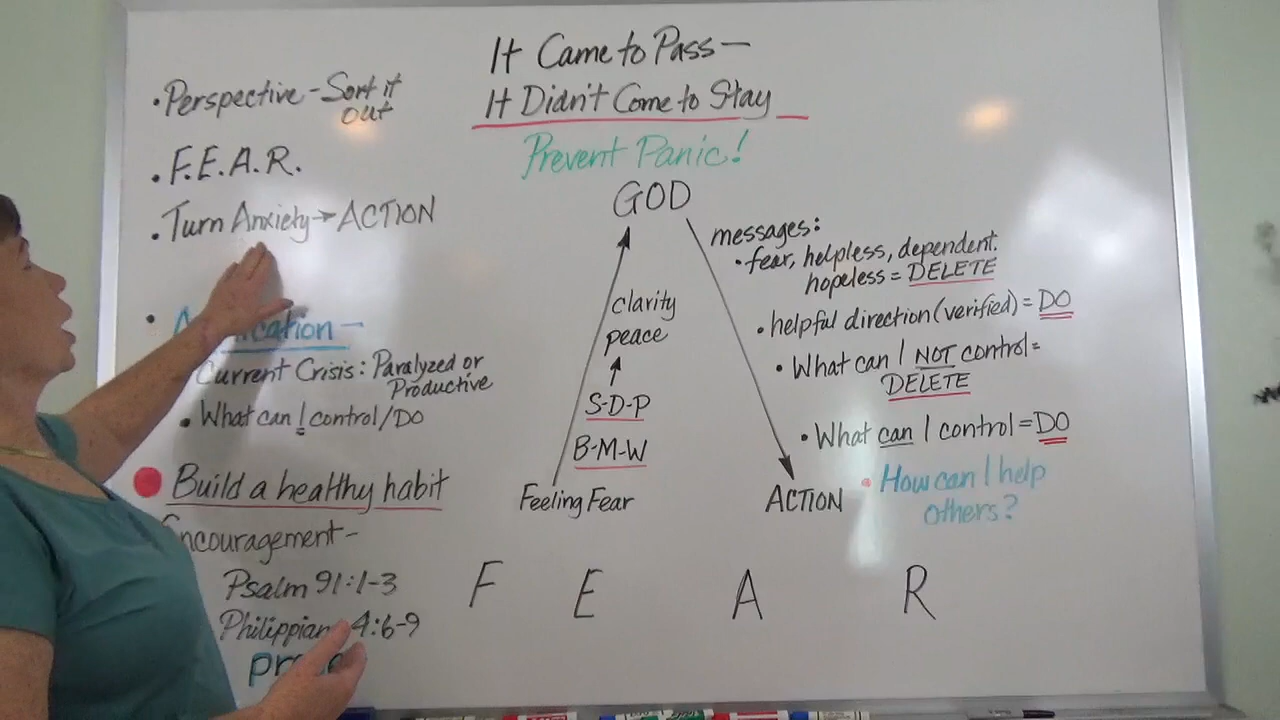 It Came to Pass—
It Didn't Come to Stay
Prevent Panic!
• Perspective - Sort it
out
• F.E.A.R.
• Turn Anxiety → ACTION
• Current Crisis: Paralyzed or
Productive
• What can I control/DO
Build a healthy habit
Encouragement -
Psalm 91:1-3
Philippians 4:6-9
GOD
clarity
peace
S-D-P
B-M-W
Feeling Fear
messages:
• fear, helpless, dependent.
hopeless = DELETE
• helpful direction (verified) = DO
• What can I NOT control =
DELETE
• What can I control = DO
ACTION
• How can I help
others?
F E A R